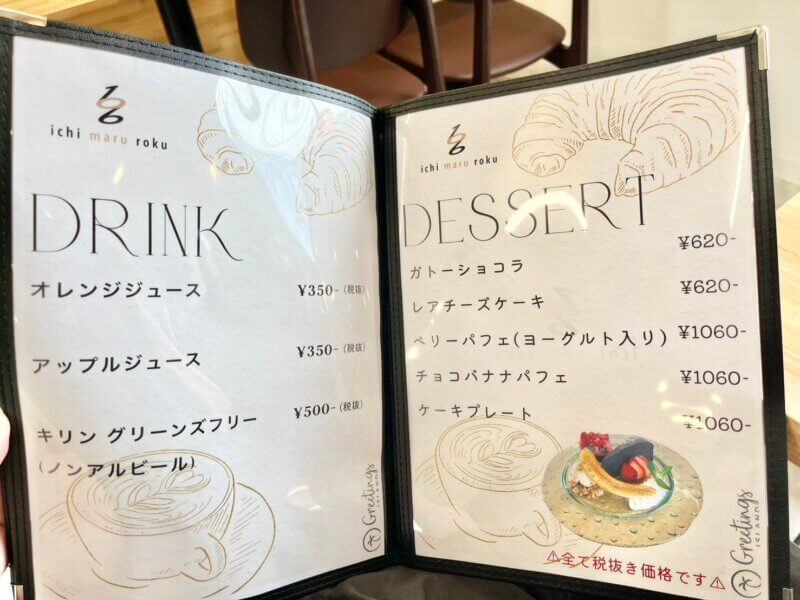 106
ichi maru roku
DRINK
オレンジジュース ¥350-(税抜)
アップルジュース ¥350-(税抜)
キリン グリーンズフリー ¥500-(税抜)
(ノンアルビール)
Greetings
ISLAND
106
ichi maru roku
DESSERT
ガトーショコラ ¥620-
レアチーズケーキ ¥620-
ベリーパフェ(ヨーグルト入り) ¥1060-
チョコバナナパフェ ¥1060-
ケーキプレート ¥1060-
⚠全て税抜き価格です⚠
Greetings
ISLAND